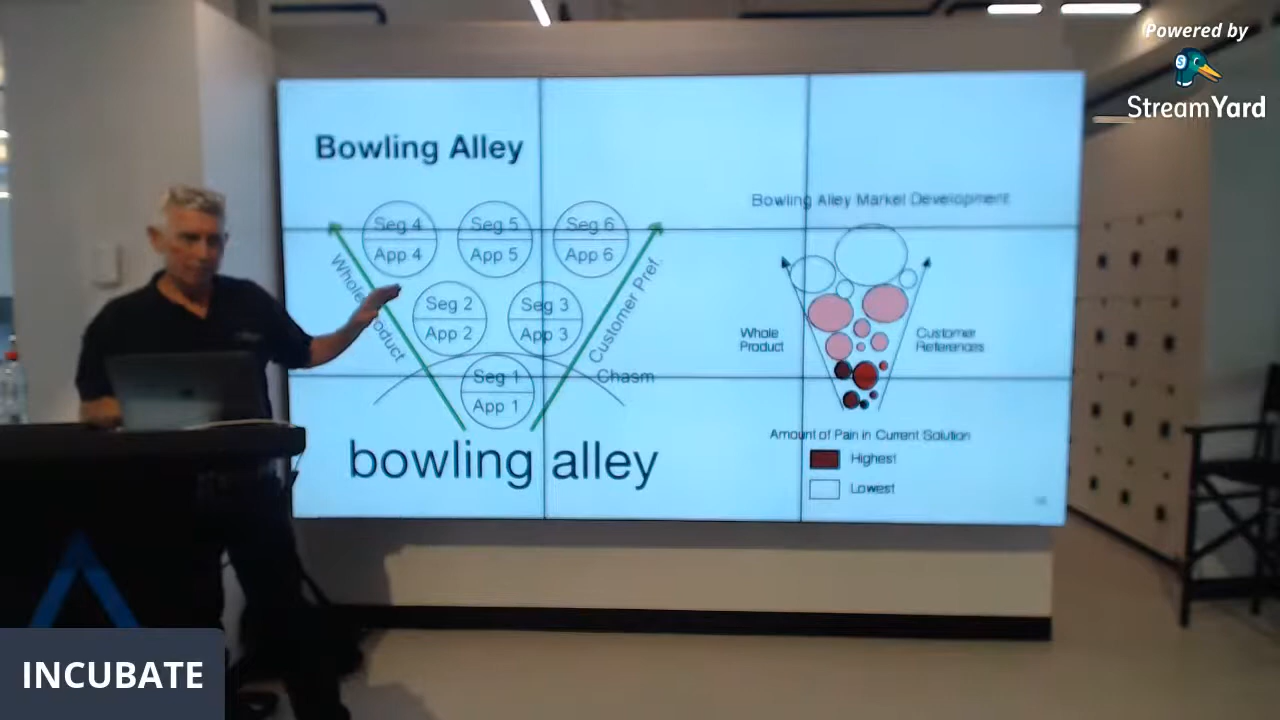 Powered by
StreamYard
Bowling Alley
Seg 4
App 4
Seg 5
App 5
Seg 6
App 6
Seg 2
App 2
Seg 3
App 3
Seg 1
App 1
Whole Product
Customer Pref.
Chasm
bowling alley
Bowling Alley Market Development
Whole
Product
Customer
References
Amount of Pain in Current Solution
Highest
Lowest
INCUBATE